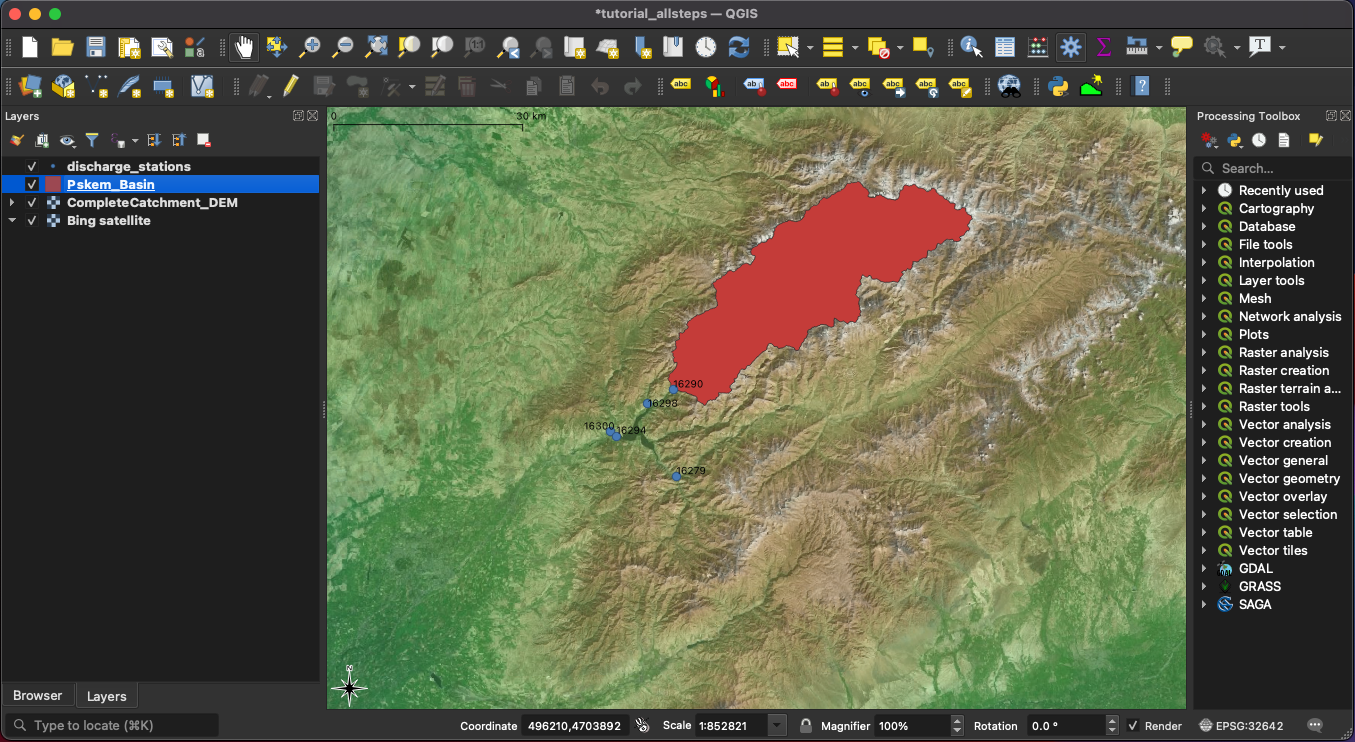 *tutorial_allsteps — QGIS
Layers
discharge_stations
Pskem_Basin
CompleteCatchment_DEM
Bing satellite
0 30 km
16290
16298
16300 16294
16279
N
Processing Toolbox
Search...
Recently used
Cartography
Database
File tools
Interpolation
Layer tools
Mesh
Network analysis
Plots
Raster analysis
Raster creation
Raster terrain a...
Raster tools
Vector analysis
Vector creation
Vector general
Vector geometry
Vector overlay
Vector selection
Vector table
Vector tiles
GDAL
GRASS
SAGA
Browser Layers
Type to locate (⌘K) Coordinate 496210,4703892 Scale 1:852821 Magnifier 100% Rotation 0.0 ° Render EPSG:32642